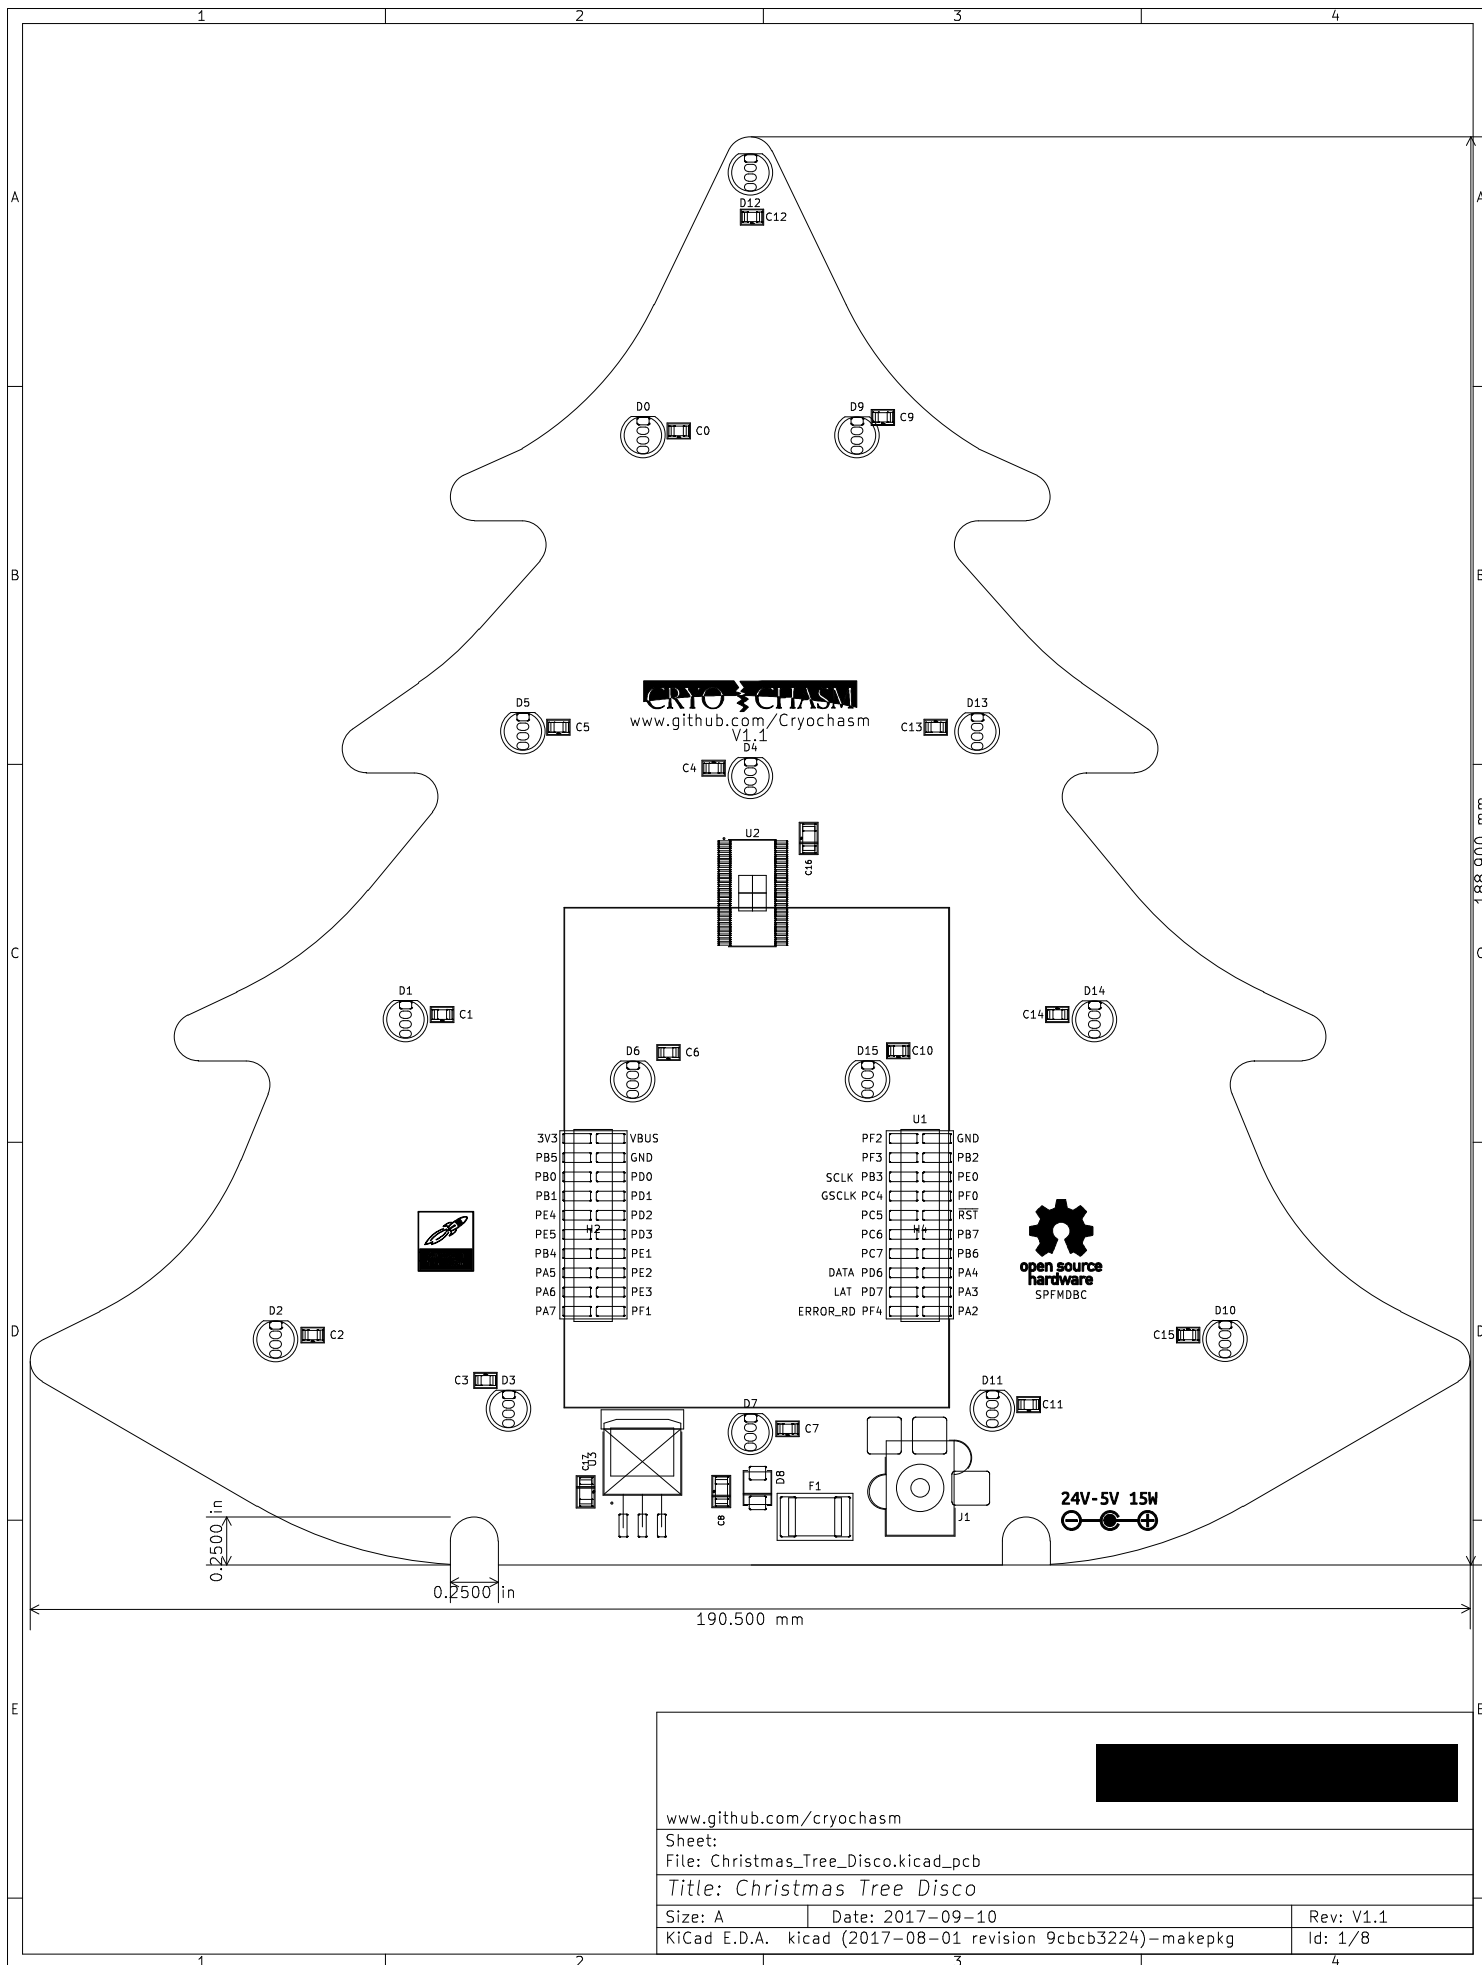 1 2 3 4
A A
D12
C12
D0 C0 D9 C9
B B
D5 C5
CRYO CHASM
www.github.com/Cryochasm
V1.1
C13 D13
D4
C4
U2
C16
188.900 mm
C C
D1 C1
D14
C14
D6 C6
D15 C10
U1
3V3 VBUS PF2 GND
PB5 GND PF3 PB2
PB0 PD0 SCLK PB3 PE0
PB1 PD1 GSCLK PC4 PF0
PE4 PD2 PC5 RST
PE5 H2 PD3 PC6 H4 PB7
PB4 PE1 PC7 PB6
PA5 PE2 DATA PD6 PA4
PA6 PE3 LAT PD7 PA3
PA7 PF1 ERROR_RD PF4 PA2
open source
hardware
SPFMDBC
D D
D2 C2
C15 D10
C3 D3
D11 C11
D7 C7
C17 U3
C8
D8
F1
J1
24V-5V 15W
0.2500 in
0.2500 in
190.500 mm
E E
www.github.com/cryochasm
Sheet:
File: Christmas_Tree_Disco.kicad_pcb
Title: Christmas Tree Disco
Size: A Date: 2017-09-10 Rev: V1.1
KiCad E.D.A. kicad (2017-08-01 revision 9cbcb3224)-makepkg Id: 1/8
1 2 3 4